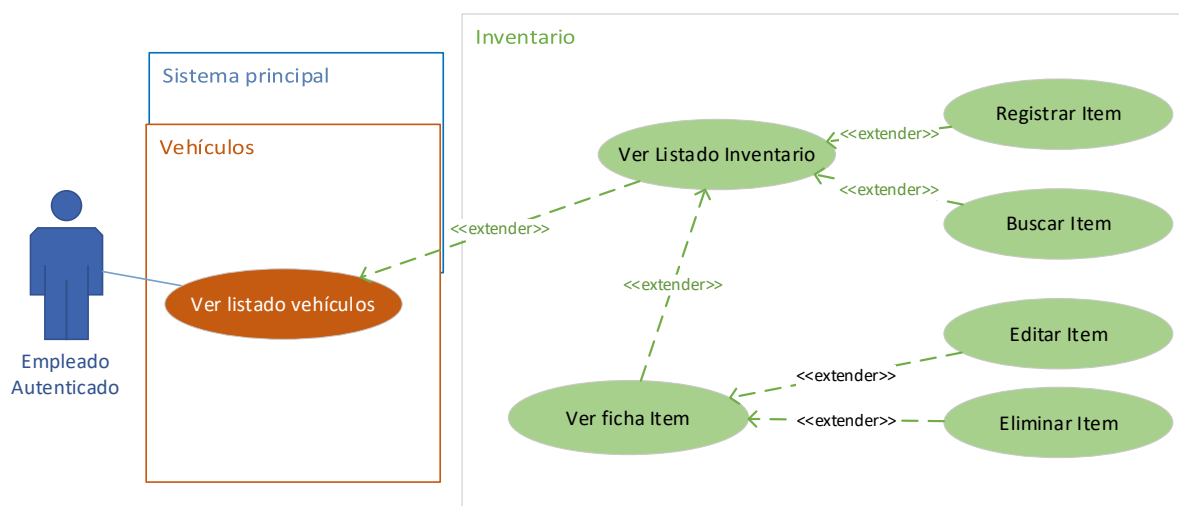 Inventario
Sistema principal
Vehículos
Registrar Item
<<extender>>
Ver Listado Inventario
<<extender>>
Buscar Item
<<extender>>
<<extender>>
Ver listado vehículos
Editar Item
Empleado
Autenticado
<<extender>>
Ver ficha Item
<<extender>>
Eliminar Item